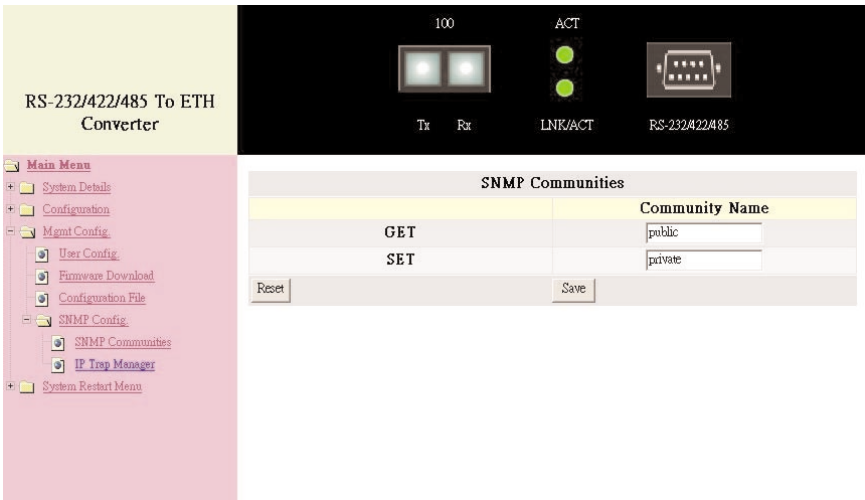 100 ACT
RS-232/422/485 To ETH
Converter
Tx Rx LNK/ACT RS-232/422/485
Main Menu
System Details
Configuration
Mgmt Config.
User Config.
Firmware Download
Configuration File
SNMP Config.
SNMP Communities
IP Trap Manager
System Restart Menu
SNMP Communities
Community Name
GET public
SET private
Reset Save